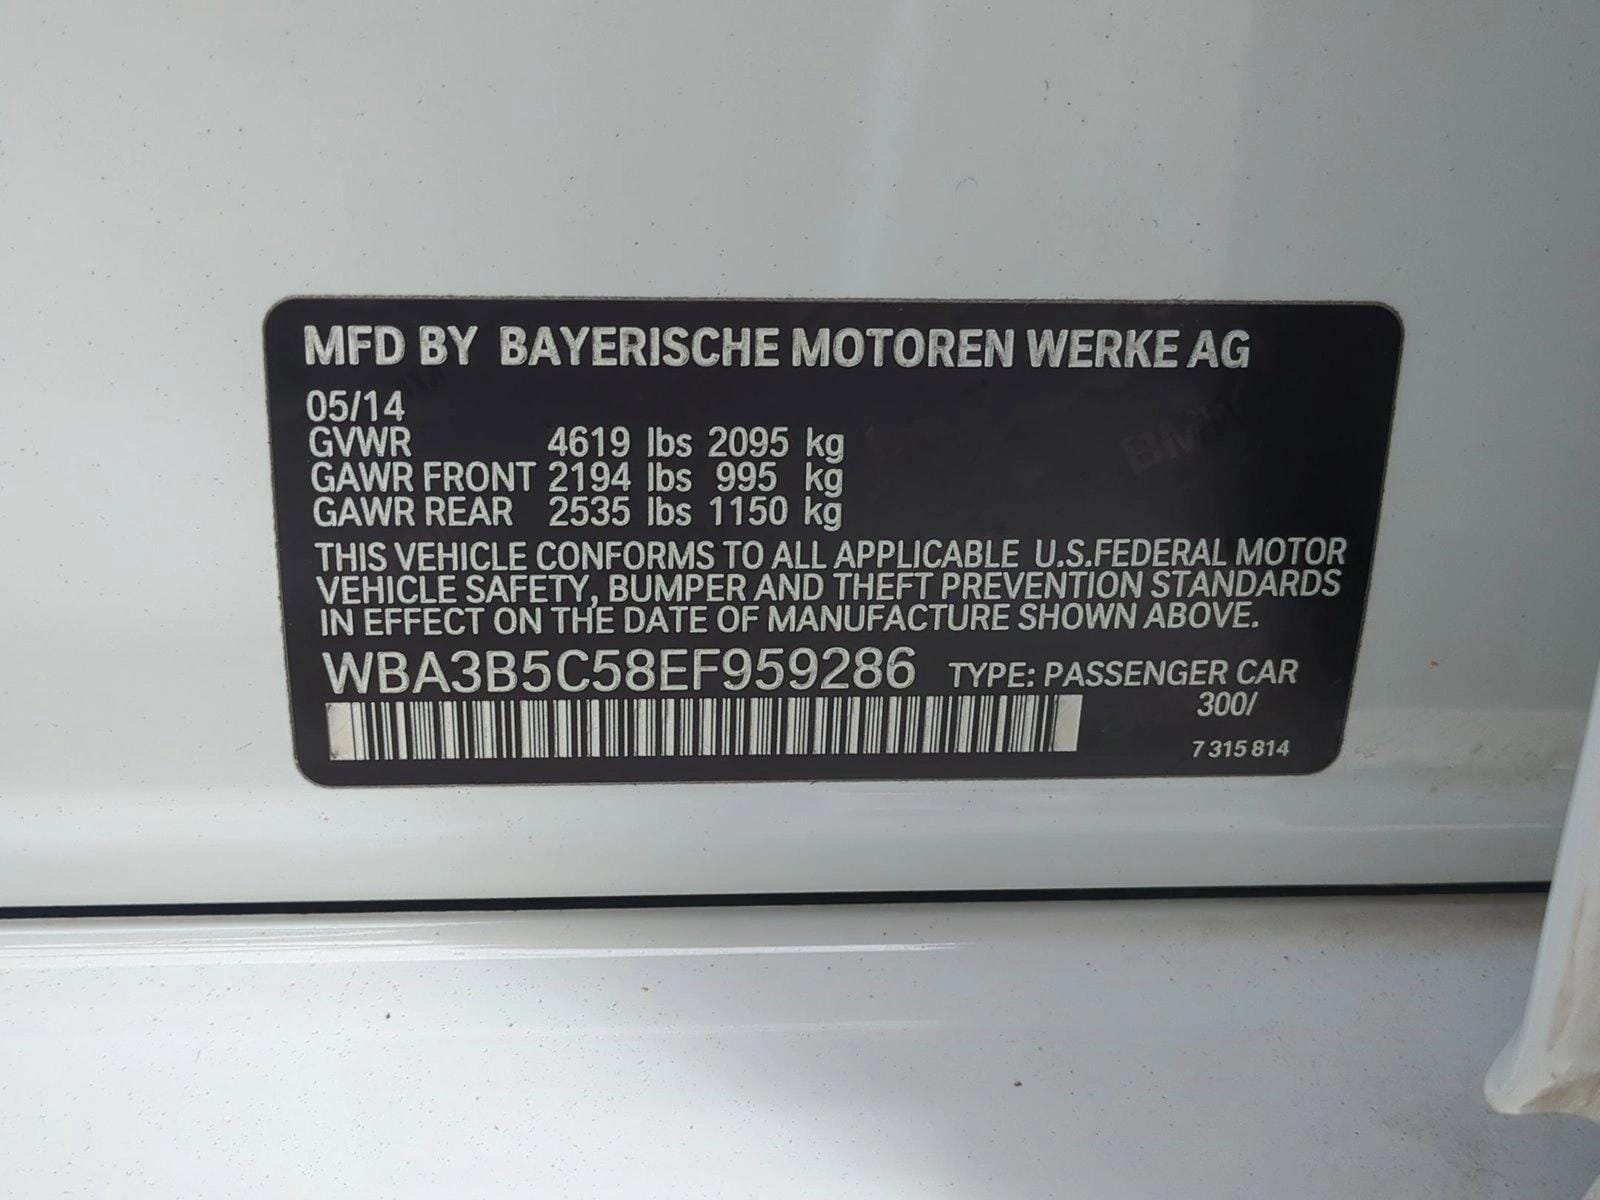 MFD BY BAYERISCHE MOTOREN WERKE AG
05/14
GVWR 4619 lbs 2095 kg
GAWR FRONT 2194 lbs 995 kg
GAWR REAR 2535 lbs 1150 kg
THIS VEHICLE CONFORMS TO ALL APPLICABLE U.S.FEDERAL MOTOR
VEHICLE SAFETY, BUMPER AND THEFT PREVENTION STANDARDS
IN EFFECT ON THE DATE OF MANUFACTURE SHOWN ABOVE.
WBA3B5C58EF959286 TYPE: PASSENGER CAR
300/
7 315 814
BMW